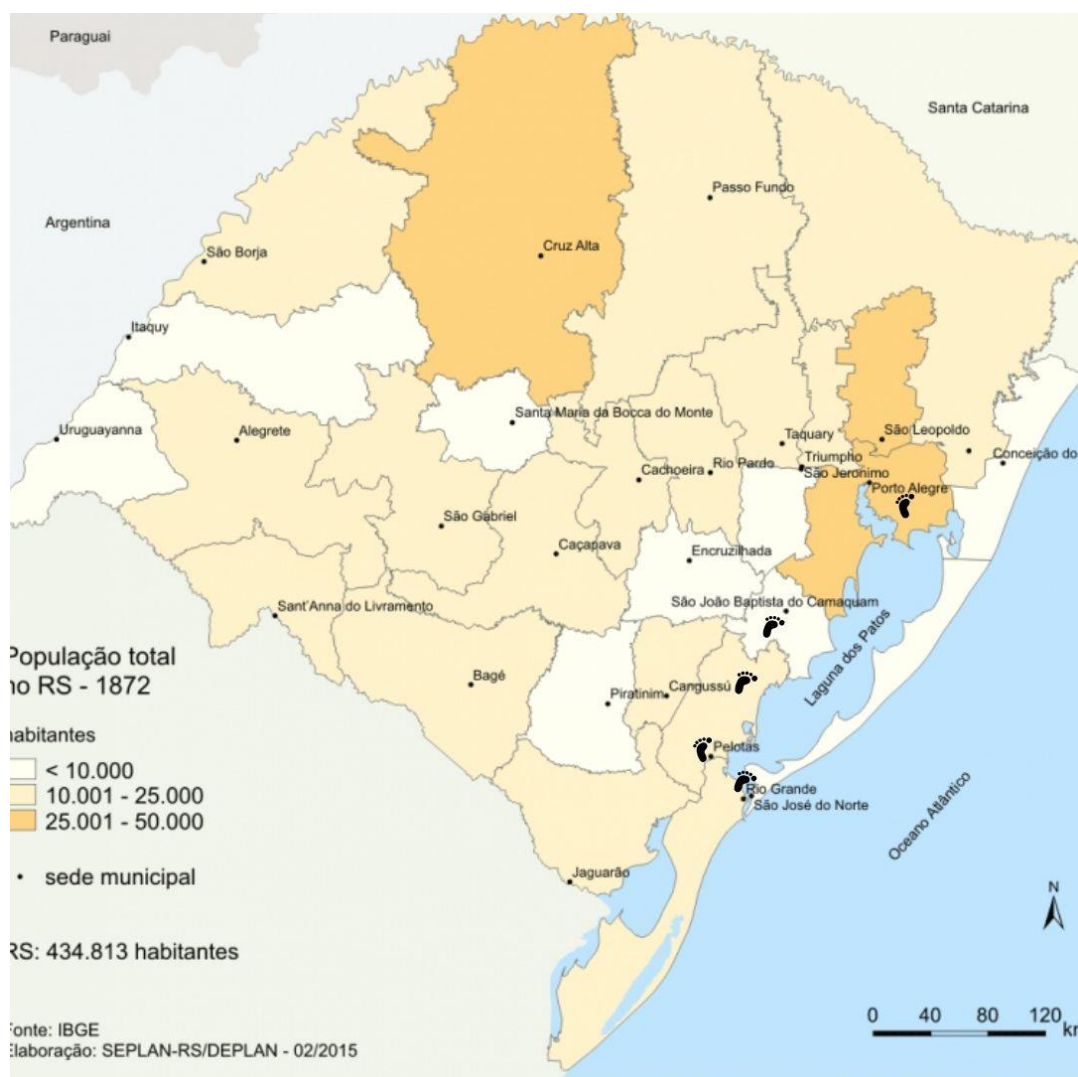 Paraguai
Santa Catarina
Argentina
Passo Fundo
São Borja
Cruz Alta
Itaquy
Uruguayanna
Alegrete
Santa Maria da Bocca do Monte
Taquary
São Leopoldo
Conceição do
Cachoeira
Rio Pardo
Triumpho
São Jeronimo
Porto Alegre
São Gabriel
Caçapava
Encruzilhada
São João Baptista do Camaquam
Sant'Anna do Livramento
Laguna dos Patos
Bagé
Piratinim
Cangussú
Pelotas
Rio Grande
São José do Norte
Oceano Atlântico
Jaguarão
População total
no RS - 1872
habitantes
< 10.000
10.001 - 25.000
25.001 - 50.000
sede municipal
RS: 434.813 habitantes
Fonte: IBGE
Elaboração: SEPLAN-RS/DEPLAN - 02/2015
N
0 40 80 120
km